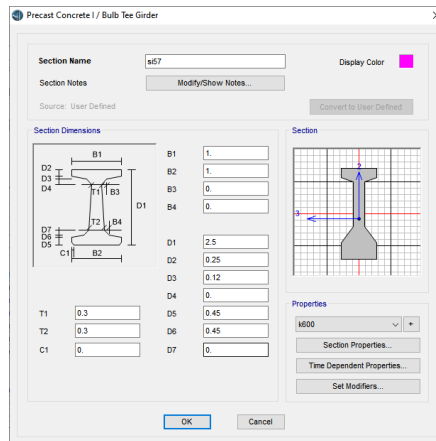 Precast Concrete I / Bulb Tee Girder
Section Name
si57
Display Color
Section Notes
Modify/Show Notes...
Source: User Defined
Convert to User Defined
Section Dimensions
B1
D2
D3
D4
T1
B3
D1
T2
B4
D7
D6
D5
C1
B2
B1 1.
B2 1.
B3 0.
B4 0.
D1 2.5
D2 0.25
D3 0.12
D4 0.
T1 0.3
D5 0.45
T2 0.3
D6 0.45
C1 0.
D7 0.
Section
2
3
Properties
k600
+
Section Properties...
Time Dependent Properties...
Set Modifiers...
OK
Cancel